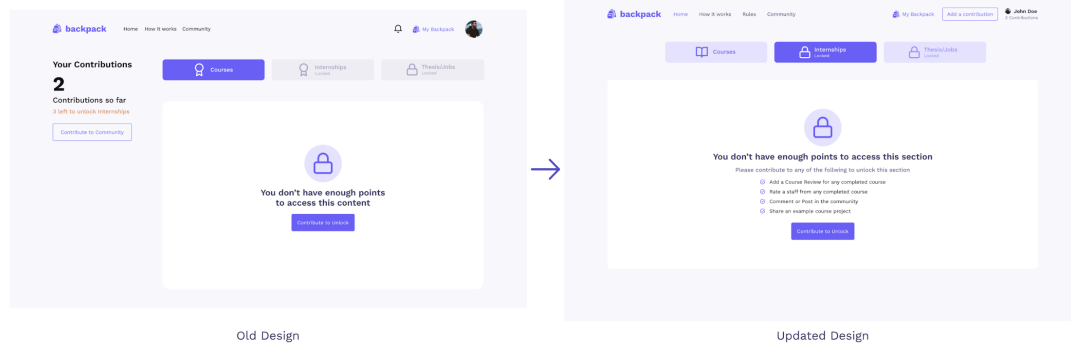 backpack
Home How it works Community
My Backpack
Your Contributions
2
Contributions so far
3 left to unlock Internships
Contribute to Community
Courses
Internships
Locked
Thesis/Jobs
Locked
You don't have enough points
to access this content
Contribute to Unlock
Old Design
backpack
Home How it works Rules Community
My Backpack
Add a contribution
John Doe
2 Contributions
Courses
Internships
Locked
Thesis/Jobs
Locked
You don't have enough points to access this section
Please contribute to any of the follwing to unlock this section
Add a Course Review for any completed course
Rate a staff from any completed course
Comment or Post in the community
Share an example course project
Contribute to Unlock
Updated Design